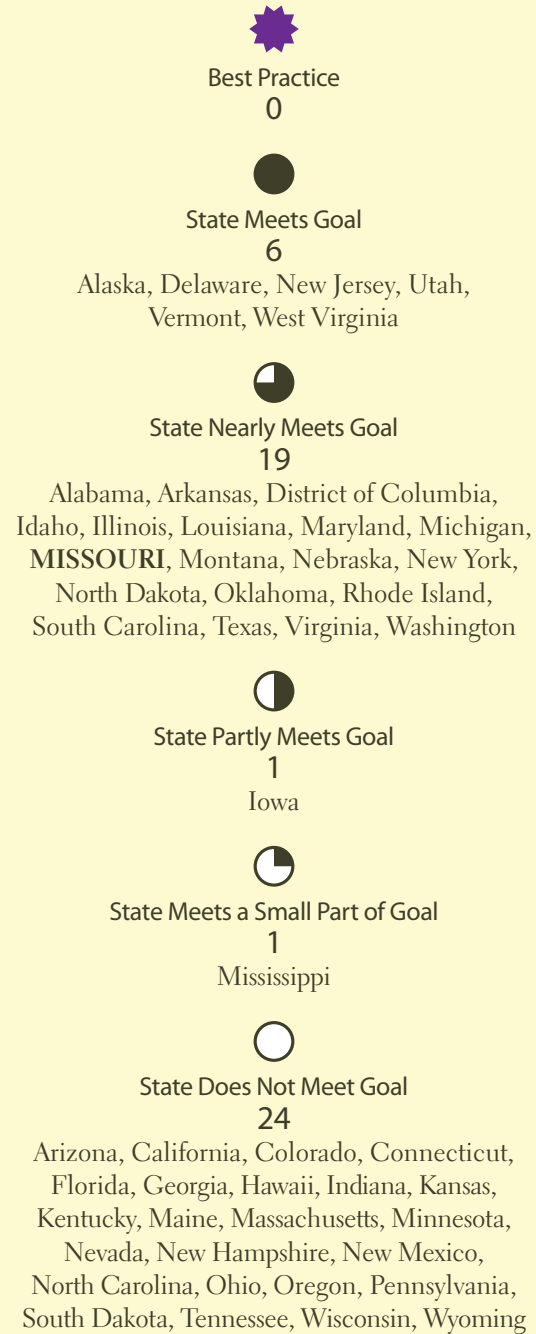 Best Practice
0
State Meets Goal
6
Alaska, Delaware, New Jersey, Utah,
Vermont, West Virginia
State Nearly Meets Goal
19
Alabama, Arkansas, District of Columbia,
Idaho, Illinois, Louisiana, Maryland, Michigan,
MISSOURI, Montana, Nebraska, New York,
North Dakota, Oklahoma, Rhode Island,
South Carolina, Texas, Virginia, Washington
State Partly Meets Goal
1
Iowa
State Meets a Small Part of Goal
1
Mississippi
State Does Not Meet Goal
24
Arizona, California, Colorado, Connecticut,
Florida, Georgia, Hawaii, Indiana, Kansas,
Kentucky, Maine, Massachusetts, Minnesota,
Nevada, New Hampshire, New Mexico,
North Carolina, Ohio, Oregon, Pennsylvania,
South Dakota, Tennessee, Wisconsin, Wyoming